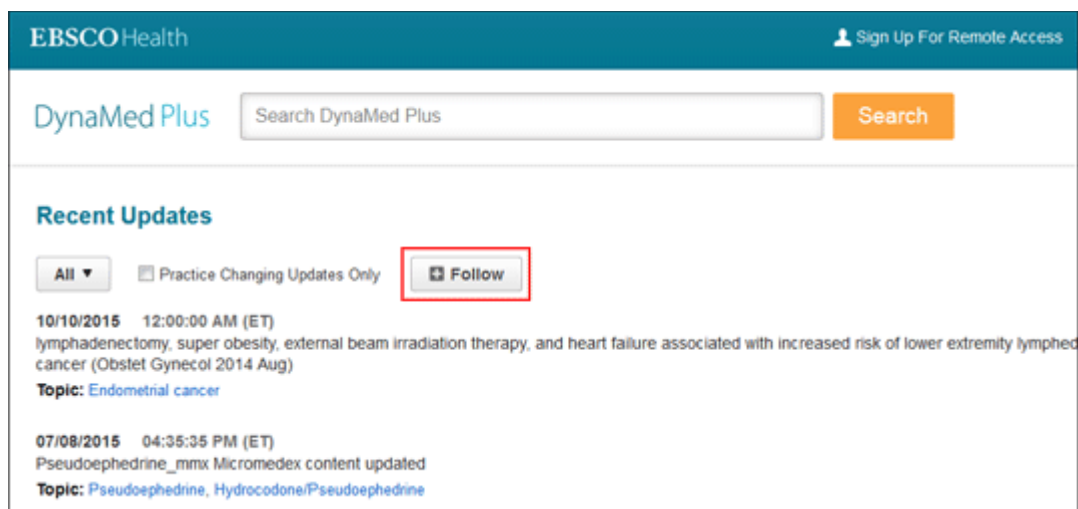 EBSCO Health
Sign Up For Remote Access
DynaMed Plus
Search DynaMed Plus
Search
Recent Updates
All
Practice Changing Updates Only
Follow
10/10/2015 12:00:00 AM (ET)
lymphadenectomy, super obesity, external beam irradiation therapy, and heart failure associated with increased risk of lower extremity lymphed
cancer (Obstet Gynecol 2014 Aug)
Topic: Endometrial cancer
07/08/2015 04:35:35 PM (ET)
Pseudoephedrine_mmx Micromedex content updated
Topic: Pseudoephedrine, Hydrocodone/Pseudoephedrine